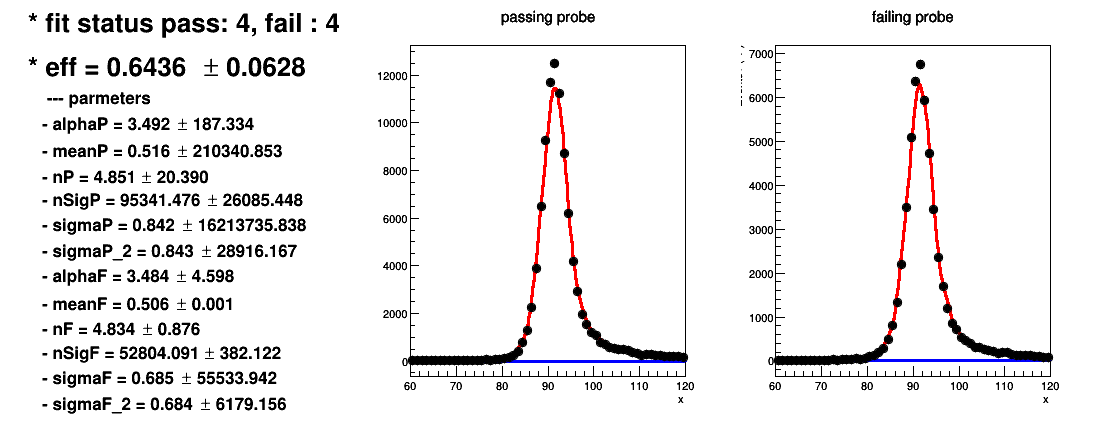 * fit status pass: 4, fail : 4
* eff = 0.6436 ± 0.0628
--- parmeters
- alphaP = 3.492 ± 187.334
- meanP = 0.516 ± 210340.853
- nP = 4.851 ± 20.390
- nSigP = 95341.476 ± 26085.448
- sigmaP = 0.842 ± 16213735.838
- sigmaP_2 = 0.843 ± 28916.167
- alphaF = 3.484 ± 4.598
- meanF = 0.506 ± 0.001
- nF = 4.834 ± 0.876
- nSigF = 52804.091 ± 382.122
- sigmaF = 0.685 ± 55533.942
- sigmaF_2 = 0.684 ± 6179.156
passing probe
12000
10000
8000
6000
4000
2000
0
60 70 80 90 100 110 120
x
failing probe
7000
6000
5000
4000
3000
2000
1000
0
60 70 80 90 100 110 120
x